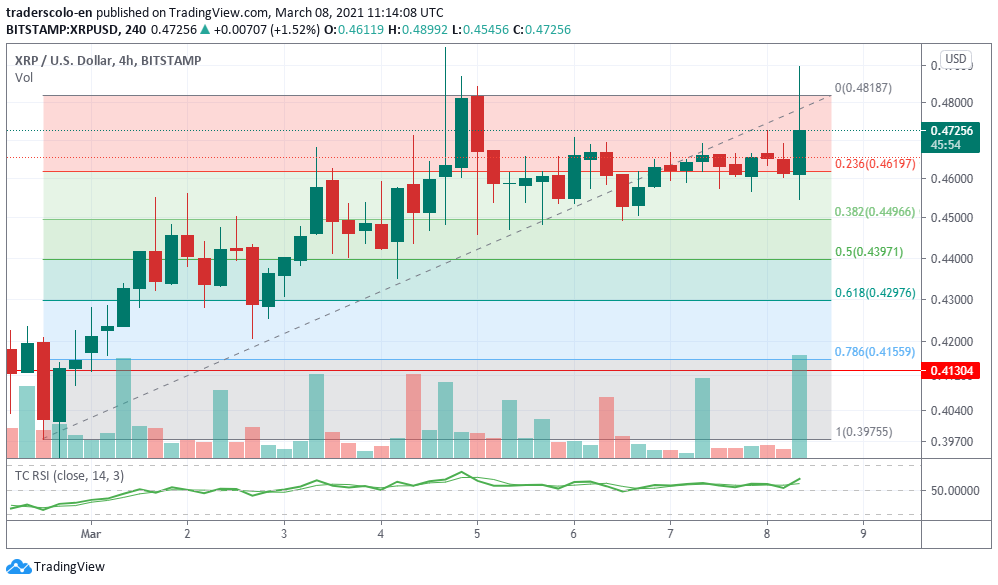 traderscolo-en published on TradingView.com, March 08, 2021 11:14:08 UTC
BITSTAMP:XRPUSD, 240 0.47256 ▲ +0.00707 (+1.52%) O:0.46119 H:0.48992 L:0.45456 C:0.47256
XRP / U.S. Dollar, 4h, BITSTAMP
Vol
USD
0(0.48187)
0.48000
0.47256
45:54
0.236(0.46197)
0.46000
0.382(0.44966)
0.45000
0.5(0.43971)
0.44000
0.618(0.42976)
0.43000
0.42000
0.786(0.41559)
0.41304
0.40400
1(0.39755)
0.39700
TC RSI (close, 14, 3)
50.00000
Mar 2 3 4 5 6 7 8 9
TradingView